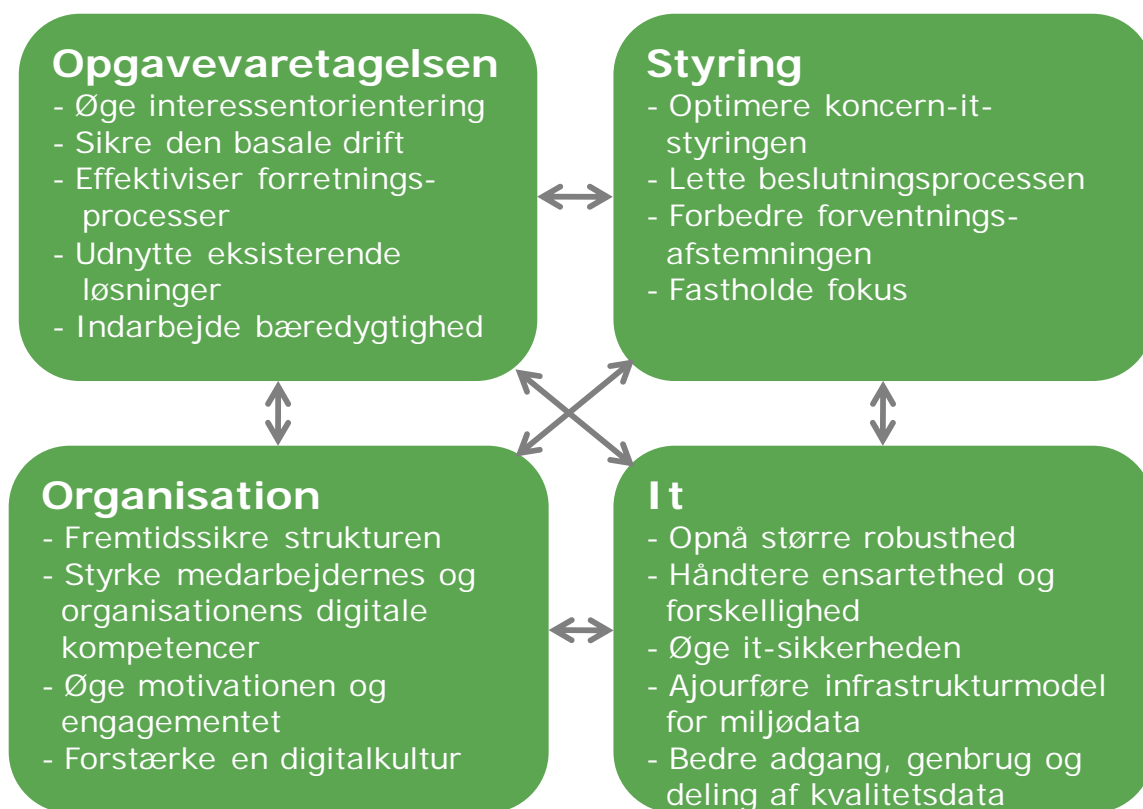 Opgavevaretagelsen
- Øge interessentorientering
- Sikre den basale drift
- Effektiviser forretnings-
processer
- Udnytte eksisterende
løsninger
- Indarbejde bæredygtighed
Styring
- Optimere koncern-it-
styringen
- Lette beslutningsprocessen
- Forbedre forventnings-
afstemningen
- Fastholde fokus
Organisation
- Fremtidssikre strukturen
- Styrke medarbejdernes og
organisationens digitale
kompetencer
- Øge motivationen og
engagementet
- Forstærke en digitalkultur
It
- Opnå større robusthed
- Håndtere ensartethed og
forskellighed
- Øge it-sikkerheden
- Ajourføre infrastrukturmodel
for miljødata
- Bedre adgang, genbrug og
deling af kvalitetsdata